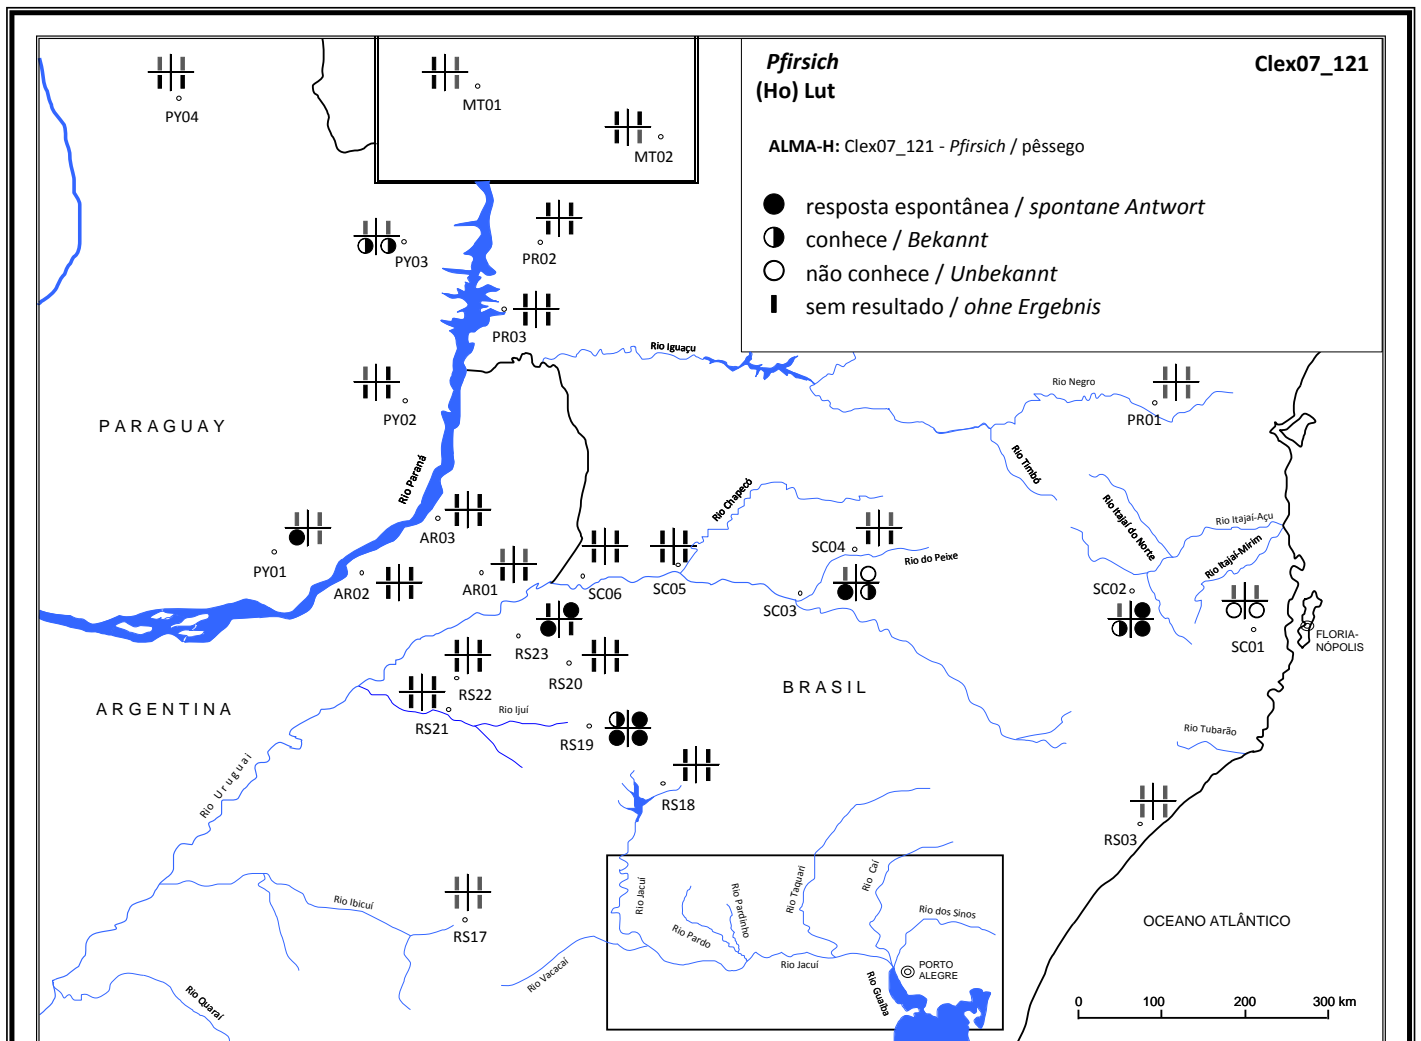 Pfirsich
Clex07_121
(Ho) Lut
ALMA-H: Clex07_121 - Pfirsich / pêssego
resposta espontânea / spontane Antwort
conhece / Bekannt
não conhece / Unbekannt
sem resultado / ohne Ergebnis
PY04
MT01
MT02
PY03
PR02
PR03
Rio Iguaçu
PY02
Rio Negro
PR01
PARAGUAY
Rio Paraná
Rio Timbó
Rio Chapecó
Rio Itajaí do Norte
Rio Itajaí-Açu
Rio Itajaí-Mirim
AR03
PY01
SC04
Rio do Peixe
AR02
AR01
SC06
SC05
SC03
SC02
SC01
FLORIA-
NÓPOLIS
RS23
RS22
RS20
BRASIL
ARGENTINA
RS21
Rio Ijuí
RS19
Rio Tubarão
Rio Uruguai
RS18
RS03
Rio Ibicuí
RS17
Rio Jacuí
Rio Pardo
Rio Pardinho
Rio Taquarí
Rio Caí
Rio dos Sinos
OCEANO ATLÂNTICO
Rio Vacacaí
Rio Jacuí
PORTO
ALEGRE
Rio Guaíba
Rio Quaraí
0 100 200 300 km